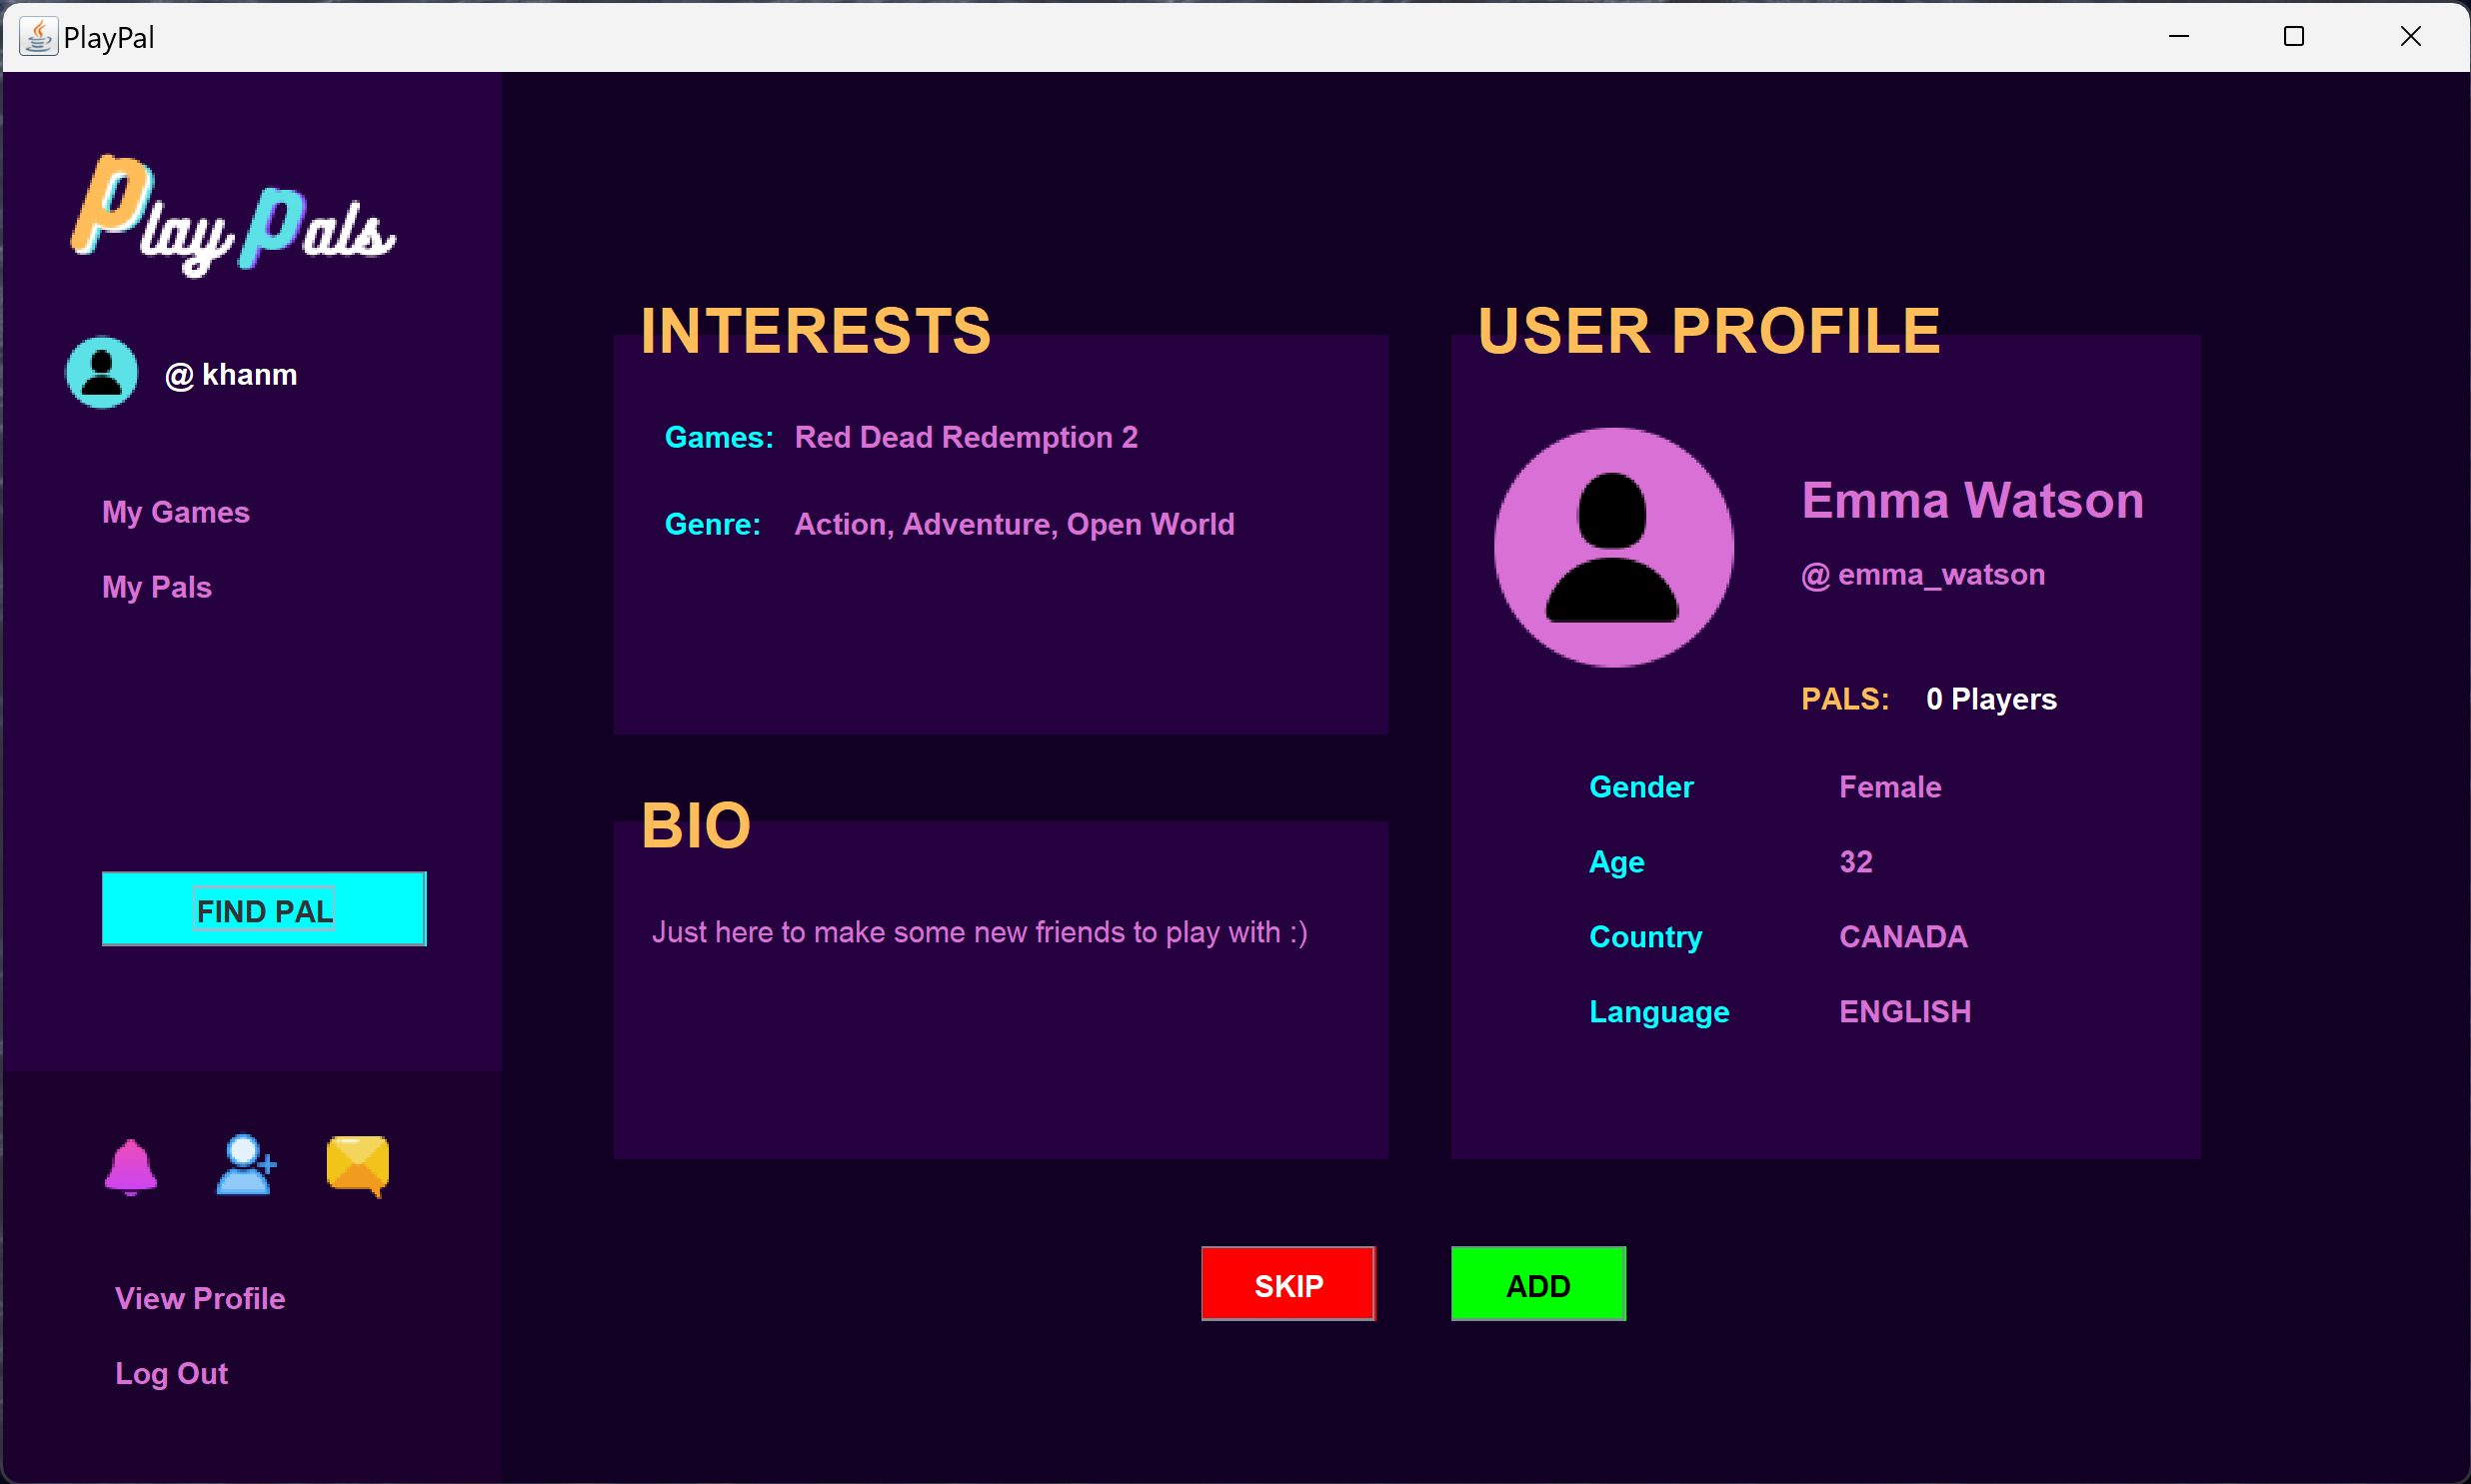 PlayPal
Play Pals
@ khanm
My Games
My Pals
FIND PAL
View Profile
Log Out
INTERESTS
Games: Red Dead Redemption 2
Genre: Action, Adventure, Open World
BIO
Just here to make some new friends to play with :)
USER PROFILE
Emma Watson
@ emma_watson
PALS: 0 Players
Gender Female
Age 32
Country CANADA
Language ENGLISH
SKIP ADD